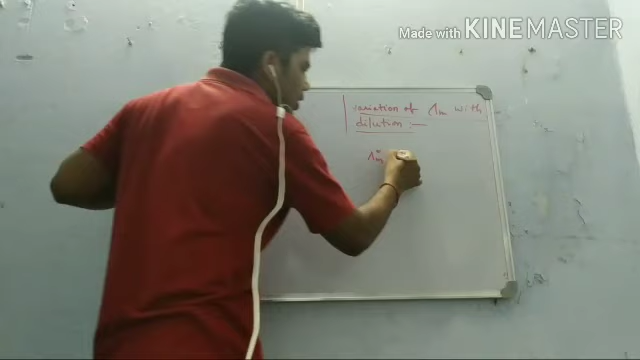 Made with KINEMASTER
variation of Λm with
dilution :—
Λm°